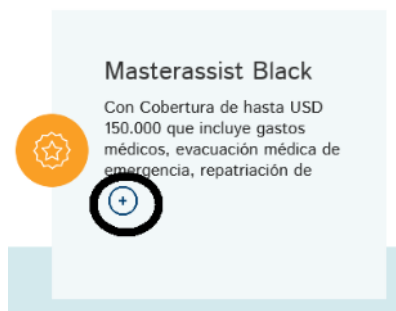 Masterassist Black
Con Cobertura de hasta USD
150.000 que incluye gastos
médicos, evacuación médica de
emergencia, repatriación de